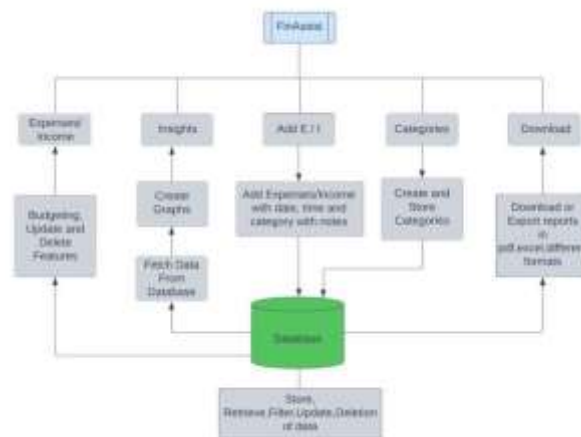 FinAssist
Expenses/
Income
Insights
Add E / I
Categories
Download
Budgeting,
Update and
Delete
Features
Create
Graphs
Add Expenses/Income
with date, time and
category with notes
Create and
Store
Categories
Download or
Export reports
in
pdf,excel,different
formats
Fetch Data
From
Database
Database
Store,
Retrieve,Filter,Update,Deletion
of data